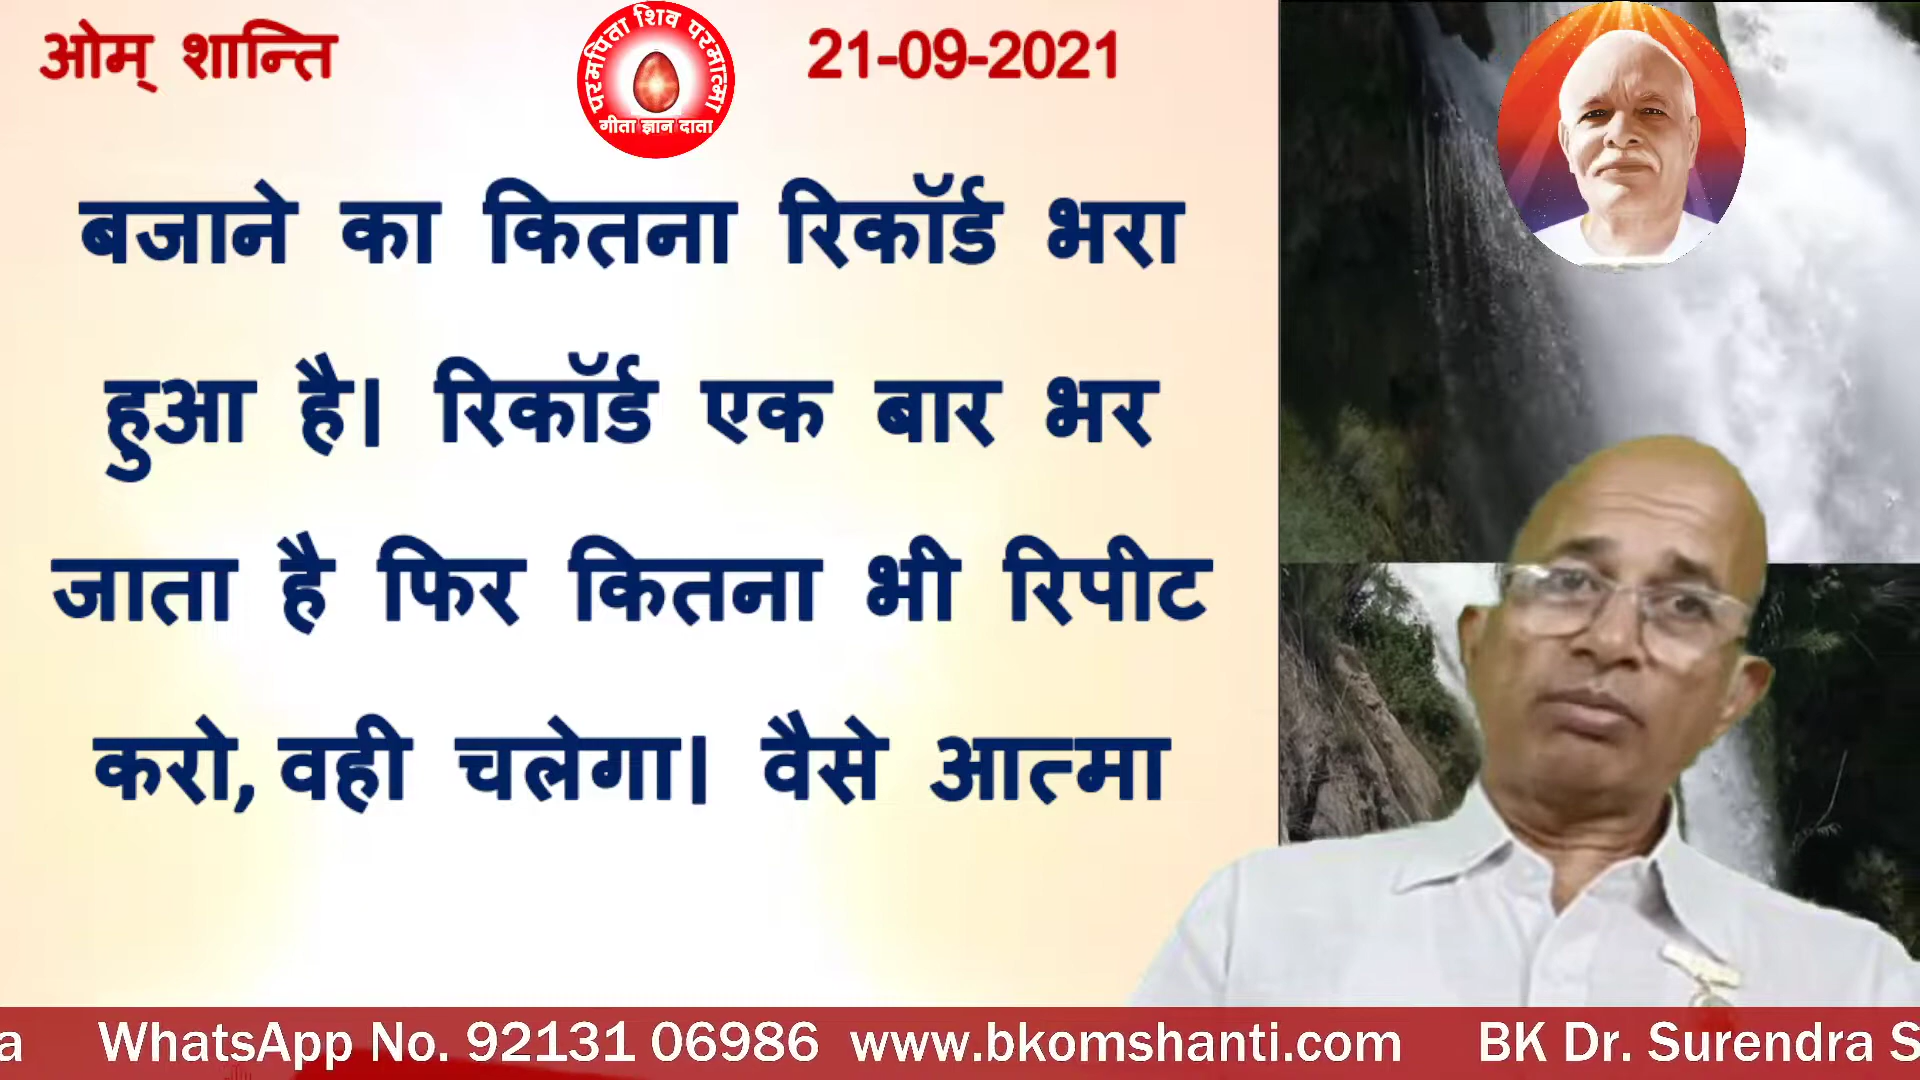 ओम् शान्ति
परमपिता शिव परमात्मा
गीता ज्ञान दाता
21-09-2021
बजाने का कितना रिकॉर्ड भरा
हुआ है। रिकॉर्ड एक बार भर
जाता है फिर कितना भी रिपीट
करो, वही चलेगा। वैसे आत्मा
a WhatsApp No. 92131 06986 www.bkomshanti.com BK Dr. Surendra S